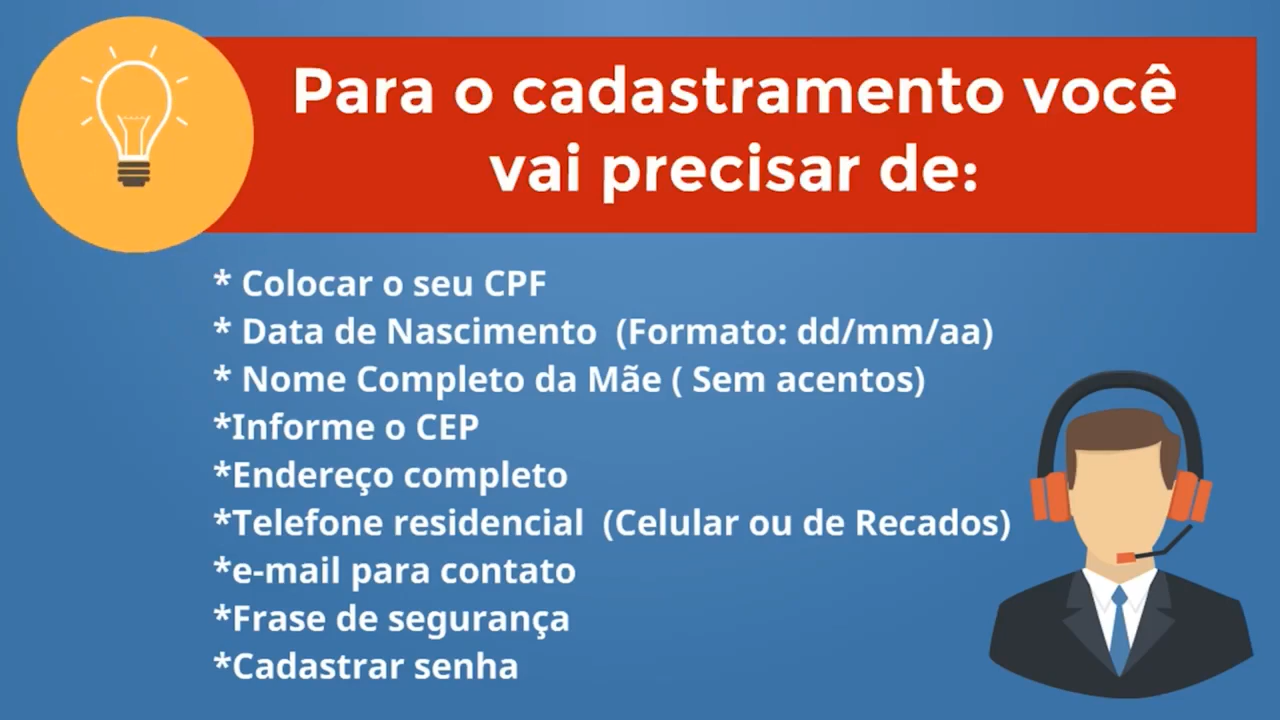 Para o cadastramento você
vai precisar de:
* Colocar o seu CPF
* Data de Nascimento  (Formato: dd/mm/aa)
* Nome Completo da Mãe ( Sem acentos)
*Informe o CEP
*Endereço completo
*Telefone residencial  (Celular ou de Recados)
*e-mail para contato
*Frase de segurança
*Cadastrar senha